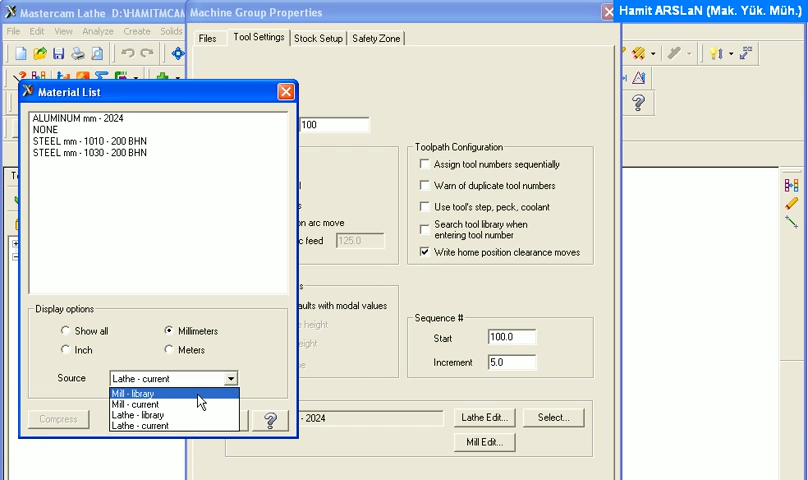 Mastercam Lathe D:\HAMITMCAM
Machine Group Properties
Hamit ARSLaN (Mak. Yük. Müh.)
File Edit View Analyze Create Solids
Files
Tool Settings
Stock Setup
Safety Zone
Material List
ALUMINUM mm - 2024
NONE
STEEL mm - 1010 - 200 BHN
STEEL mm - 1030 - 200 BHN
100
Toolpath Configuration
Assign tool numbers sequentially
Warn of duplicate tool numbers
Use tool's step, peck, coolant
Search tool library when
entering tool number
Write home position clearance moves
on arc move
c feed
125.0
aults with modal values
e height
eight
Sequence #
Start
100.0
Increment
5.0
Display options
Show all
Millimeters
Inch
Meters
Source
Lathe - current
Mill - library
Mill - current
Lathe - library
Lathe - current
Compress
- 2024
Lathe Edit...
Select...
Mill Edit...